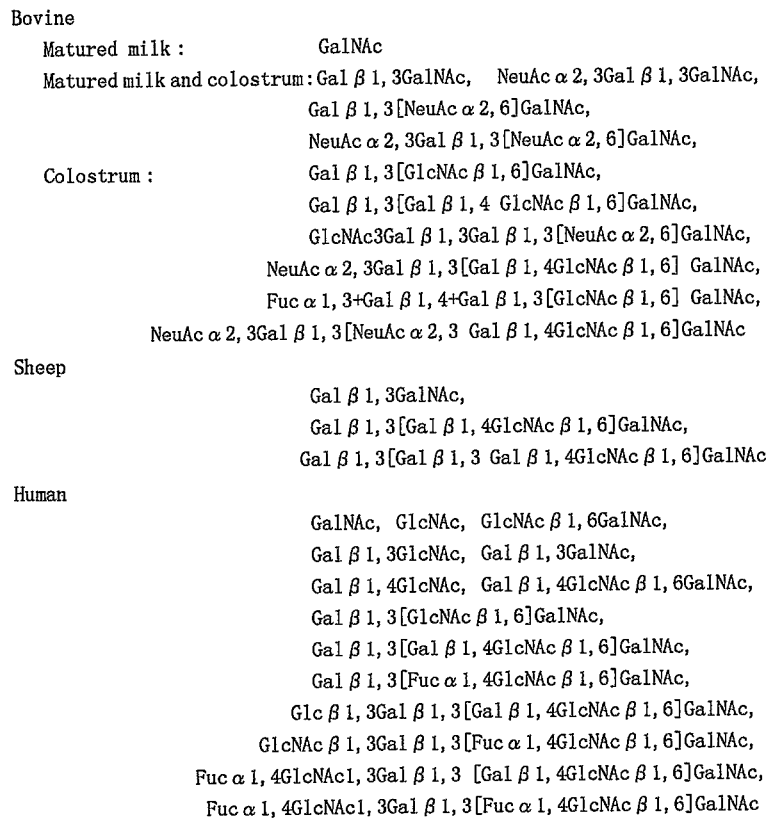 Bovine
Matured milk : GalNAc
Matured milk and colostrum : Gal β 1, 3GalNAc, NeuAc α 2, 3Gal β 1, 3GalNAc,
Gal β 1, 3[NeuAc α 2, 6]GalNAc,
NeuAc α 2, 3Gal β 1, 3[NeuAc α 2, 6]GalNAc,
Colostrum : Gal β 1, 3[GlcNAc β 1, 6]GalNAc,
Gal β 1, 3[Gal β 1, 4 GlcNAc β 1, 6]GalNAc,
GlcNAc3Gal β 1, 3Gal β 1, 3[NeuAc α 2, 6]GalNAc,
NeuAc α 2, 3Gal β 1, 3[Gal β 1, 4GlcNAc β 1, 6] GalNAc,
Fuc α 1, 3+Gal β 1, 4+Gal β 1, 3[GlcNAc β 1, 6] GalNAc,
NeuAc α 2, 3Gal β 1, 3[NeuAc α 2, 3 Gal β 1, 4GlcNAc β 1, 6]GalNAc
Sheep
Gal β 1, 3GalNAc,
Gal β 1, 3[Gal β 1, 4GlcNAc β 1, 6]GalNAc,
Gal β 1, 3[Gal β 1, 3 Gal β 1, 4GlcNAc β 1, 6]GalNAc
Human
GalNAc, GlcNAc, GlcNAc β 1, 6GalNAc,
Gal β 1, 3GlcNAc, Gal β 1, 3GalNAc,
Gal β 1, 4GlcNAc, Gal β 1, 4GlcNAc β 1, 6GalNAc,
Gal β 1, 3[GlcNAc β 1, 6]GalNAc,
Gal β 1, 3[Gal β 1, 4GlcNAc β 1, 6]GalNAc,
Gal β 1, 3[Fuc α 1, 4GlcNAc β 1, 6]GalNAc,
Glc β 1, 3Gal β 1, 3[Gal β 1, 4GlcNAc β 1, 6]GalNAc,
GlcNAc β 1, 3Gal β 1, 3[Fuc α 1, 4GlcNAc β 1, 6]GalNAc,
Fuc α 1, 4GlcNAc1, 3Gal β 1, 3 [Gal β 1, 4GlcNAc β 1, 6]GalNAc,
Fuc α 1, 4GlcNAc1, 3Gal β 1, 3[Fuc α 1, 4GlcNAc β 1, 6]GalNAc